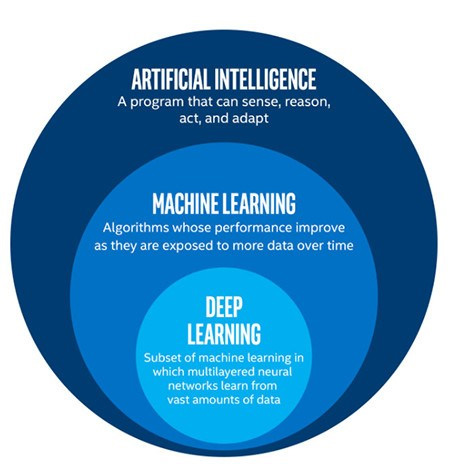 ARTIFICIAL INTELLIGENCE
A program that can sense, reason,
act, and adapt
MACHINE LEARNING
Algorithms whose performance improve
as they are exposed to more data over time
DEEP
LEARNING
Subset of machine learning in
which multilayered neural
networks learn from
vast amounts of data